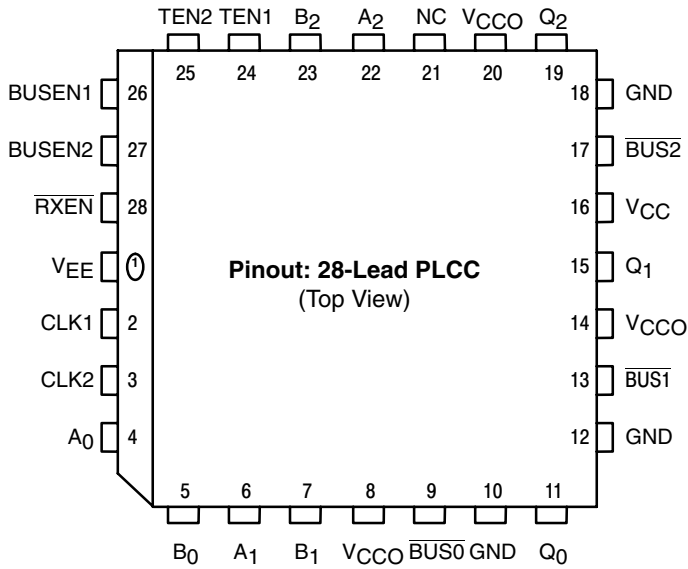 TEN2 TEN1 B2 A2 NC VCCO Q2
25 24 23 22 21 20 19
BUSEN1 26 18 GND
BUSEN2 27 17 BUS2
RXEN 28 16 VCC
VEE 1 15 Q1
Pinout: 28-Lead PLCC
(Top View)
CLK1 2 14 VCCO
CLK2 3 13 BUS1
A0 4 12 GND
5 6 7 8 9 10 11
B0 A1 B1 VCCO BUS0 GND Q0